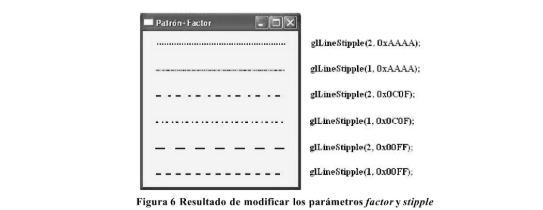 Patrón+Factor
glLineStipple(2, 0xAAAA);
glLineStipple(1, 0xAAAA);
glLineStipple(2, 0x0C0F);
glLineStipple(1, 0x0C0F);
glLineStipple(2, 0x00FF);
glLineStipple(1, 0x00FF);
Figura 6 Resultado de modificar los parámetros factor y stipple